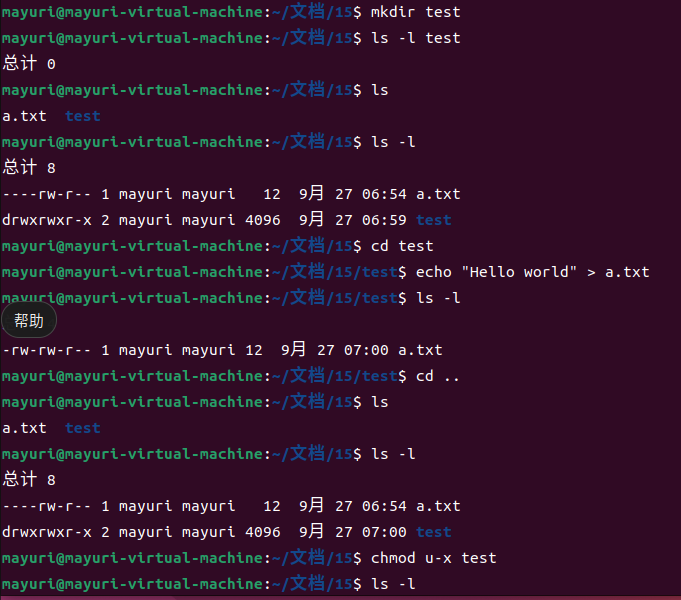 mayuri@mayuri-virtual-machine:~/文档/15$ mkdir test
mayuri@mayuri-virtual-machine:~/文档/15$ ls -l test
总计 0
mayuri@mayuri-virtual-machine:~/文档/15$ ls
a.txt  test
mayuri@mayuri-virtual-machine:~/文档/15$ ls -l
总计 8
----rw-r-- 1 mayuri mayuri   12  9月 27 06:54 a.txt
drwxrwxr-x 2 mayuri mayuri 4096  9月 27 06:59 test
mayuri@mayuri-virtual-machine:~/文档/15$ cd test
mayuri@mayuri-virtual-machine:~/文档/15/test$ echo "Hello world" > a.txt
mayuri@mayuri-virtual-machine:~/文档/15/test$ ls -l
帮助
-rw-rw-r-- 1 mayuri mayuri 12  9月 27 07:00 a.txt
mayuri@mayuri-virtual-machine:~/文档/15/test$ cd ..
mayuri@mayuri-virtual-machine:~/文档/15$ ls
a.txt  test
mayuri@mayuri-virtual-machine:~/文档/15$ ls -l
总计 8
----rw-r-- 1 mayuri mayuri   12  9月 27 06:54 a.txt
drwxrwxr-x 2 mayuri mayuri 4096  9月 27 07:00 test
mayuri@mayuri-virtual-machine:~/文档/15$ chmod u-x test
mayuri@mayuri-virtual-machine:~/文档/15$ ls -l